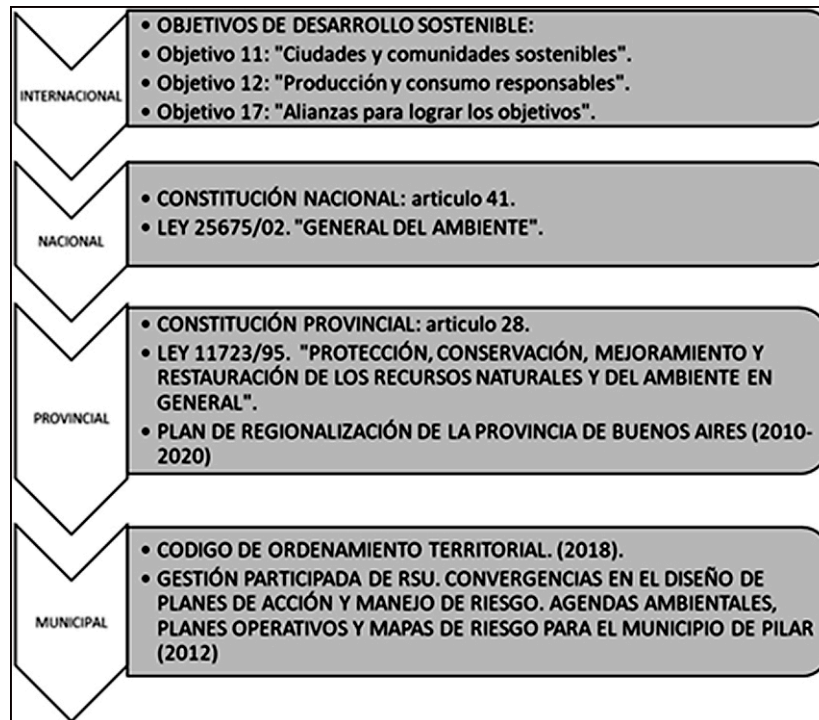 INTERNACIONAL
• OBJETIVOS DE DESARROLLO SOSTENIBLE:
• Objetivo 11: "Ciudades y comunidades sostenibles".
• Objetivo 12: "Producción y consumo responsables".
• Objetivo 17: "Alianzas para lograr los objetivos".
NACIONAL
• CONSTITUCIÓN NACIONAL: articulo 41.
• LEY 25675/02. "GENERAL DEL AMBIENTE".
PROVINCIAL
• CONSTITUCIÓN PROVINCIAL: articulo 28.
• LEY 11723/95. "PROTECCIÓN, CONSERVACIÓN, MEJORAMIENTO Y
RESTAURACIÓN DE LOS RECURSOS NATURALES Y DEL AMBIENTE EN
GENERAL".
• PLAN DE REGIONALIZACIÓN DE LA PROVINCIA DE BUENOS AIRES (2010-
2020)
MUNICIPAL
• CODIGO DE ORDENAMIENTO TERRITORIAL. (2018).
• GESTIÓN PARTICIPADA DE RSU. CONVERGENCIAS EN EL DISEÑO DE
PLANES DE ACCIÓN Y MANEJO DE RIESGO. AGENDAS AMBIENTALES,
PLANES OPERATIVOS Y MAPAS DE RIESGO PARA EL MUNICIPIO DE PILAR
(2012)